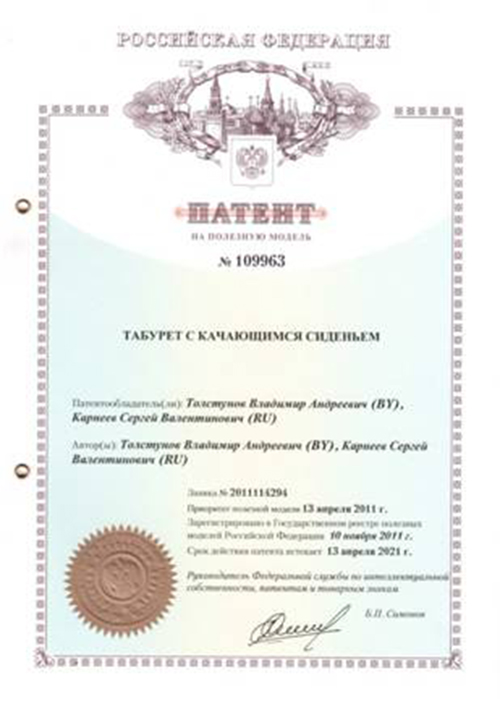 РОССИЙСКАЯ ФЕДЕРАЦИЯ
ПАТЕНТ
НА ПОЛЕЗНУЮ МОДЕЛЬ
№ 109963
ТАБУРЕТ С КАЧАЮЩИМСЯ СИДЕНЬЕМ
Патентообладатель(ли): Толстунов Владимир Андреевич (BY),
Карнеев Сергей Валентинович (RU)
Автор(ы): Толстунов Владимир Андреевич (BY), Карнеев Сергей
Валентинович (RU)
Заявка № 2011114294
Приоритет полезной модели 13 апреля 2011 г.
Зарегистрировано в Государственном реестре полезных
моделей Российской Федерации 10 ноября 2011 г.
Срок действия патента истекает 13 апреля 2021 г.
Руководитель Федеральной службы по интеллектуальной
собственности, патентам и товарным знакам
Б.П. Симонов